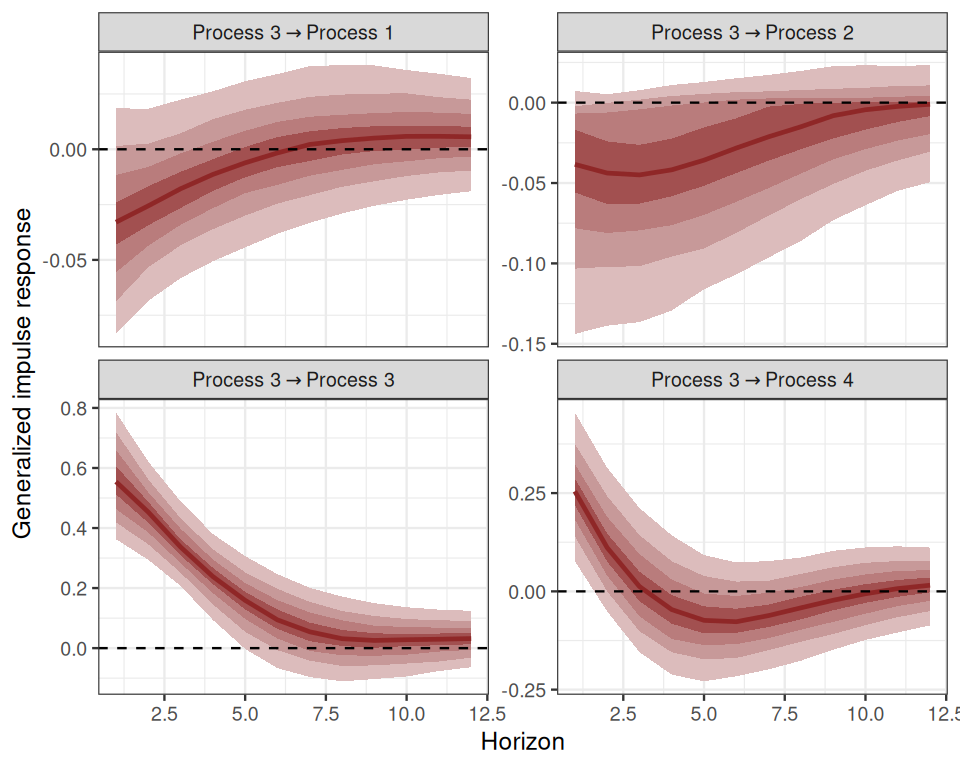 Process 3 → Process 1
Process 3 → Process 2
0.00
-0.05
0.00
-0.05
-0.10
-0.15
Generalized impulse response
Process 3 → Process 3
Process 3 → Process 4
0.8
0.6
0.4
0.2
0.0
0.25
0.00
-0.25
2.5 5.0 7.5 10.0 12.5
2.5 5.0 7.5 10.0 12.5
Horizon